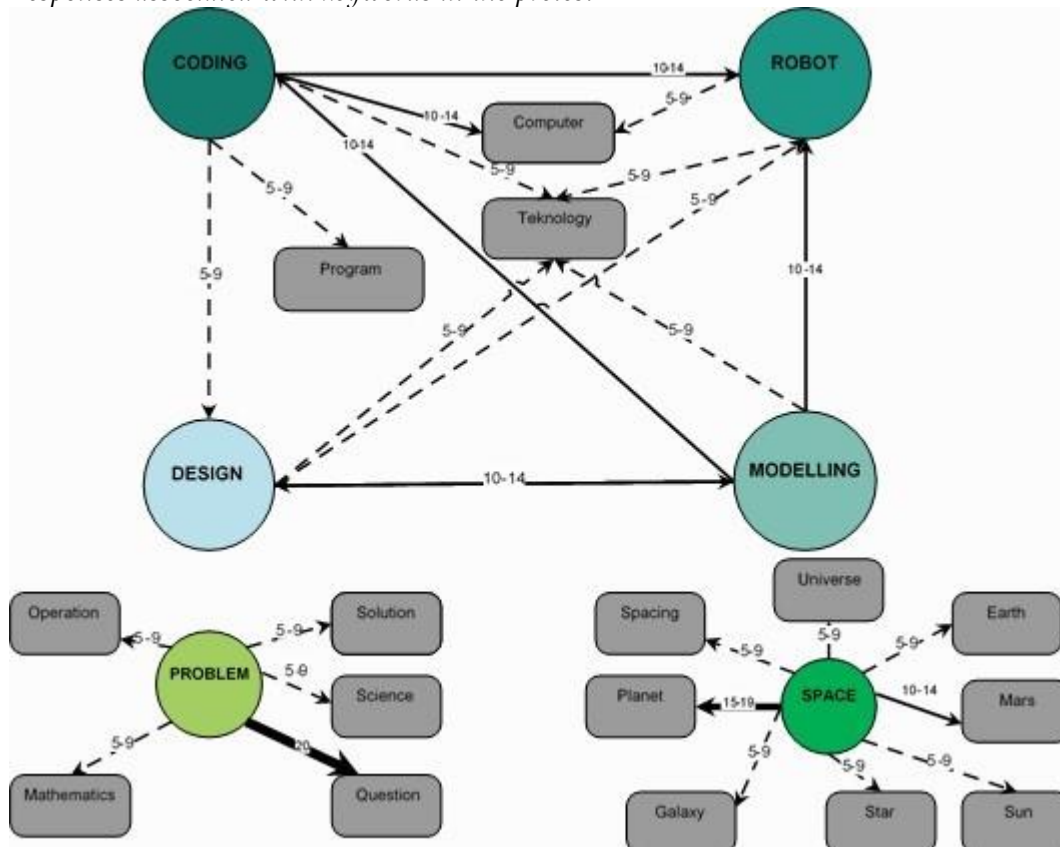 CODING
10-14
ROBOT
10-14
5-9
Computer
10-14
5-9
5-9
5-9
Teknology
5-9
Program
5-9
10-14
5-9
5-9
DESIGN
10-14
MODELLING
Universe
Operation
Solution
Spacing
Earth
5-9
5-9
5-9
5-9
5-9
PROBLEM
5-9
Science
Planet
15-19
SPACE
10-14
Mars
5-9
20
5-9
5-9
5-9
Mathematics
Question
Galaxy
Star
Sun